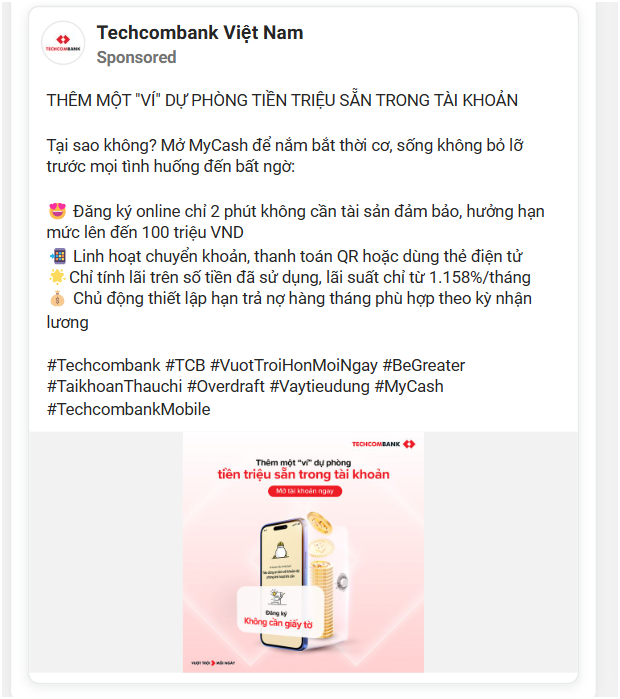 TECHCOMBANK
Techcombank Việt Nam
Sponsored
THÊM MỘT "VÍ" DỰ PHÒNG TIỀN TRIỆU SẴN TRONG TÀI KHOẢN
Tại sao không? Mở MyCash để nắm bắt thời cơ, sống không bỏ lỡ
trước mọi tình huống đến bất ngờ:
😍 Đăng ký online chỉ 2 phút không cần tài sản đảm bảo, hưởng hạn
mức lên đến 100 triệu VND
📲 Linh hoạt chuyển khoản, thanh toán QR hoặc dùng thẻ điện tử
🌟 Chỉ tính lãi trên số tiền đã sử dụng, lãi suất chỉ từ 1.158%/tháng
💰 Chủ động thiết lập hạn trả nợ hàng tháng phù hợp theo kỳ nhận
lương
#Techcombank #TCB #VuotTroiHonMoiNgay #BeGreater
#TaikhoanThauchi #Overdraft #Vaytieudung #MyCash
#TechcombankMobile
TECHCOMBANK
Thêm một "ví" dự phòng
tiền triệu sẵn trong tài khoản
Mở tài khoản ngay
Đăng ký
Không cần giấy tờ
VƯỢT TRỘI MỖI NGÀY